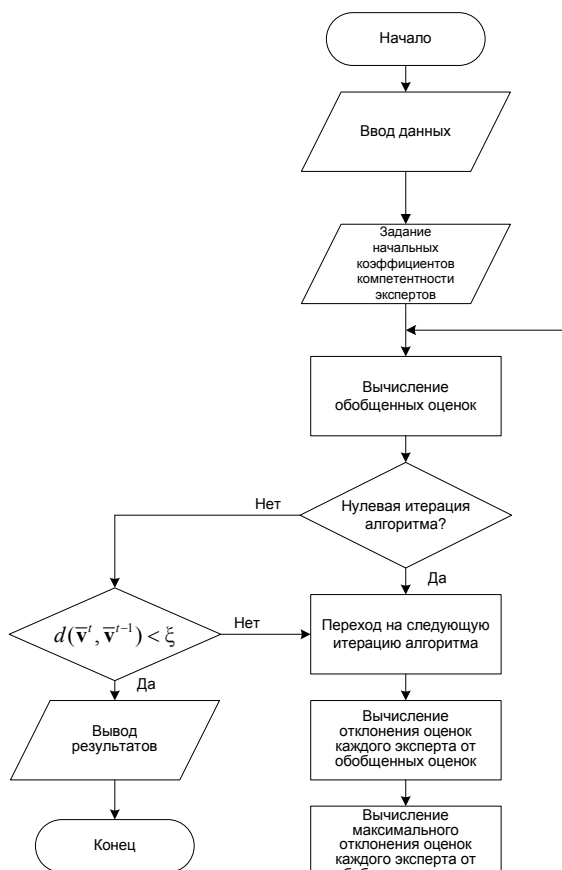 Начало
Ввод данных
Задание
начальных
коэффициентов
компетентности
экспертов
Вычисление
обобщенных оценок
Нулевая итерация
алгоритма?
Нет
Да
d(v̅ᵗ, v̅ᵗ⁻¹) < ξ
Нет
Да
Переход на следующую
итерацию алгоритма
Вывод
результатов
Вычисление
отклонения оценок
каждого эксперта от
обобщенных оценок
Конец
Вычисление
максимального
отклонения оценок
каждого эксперта от